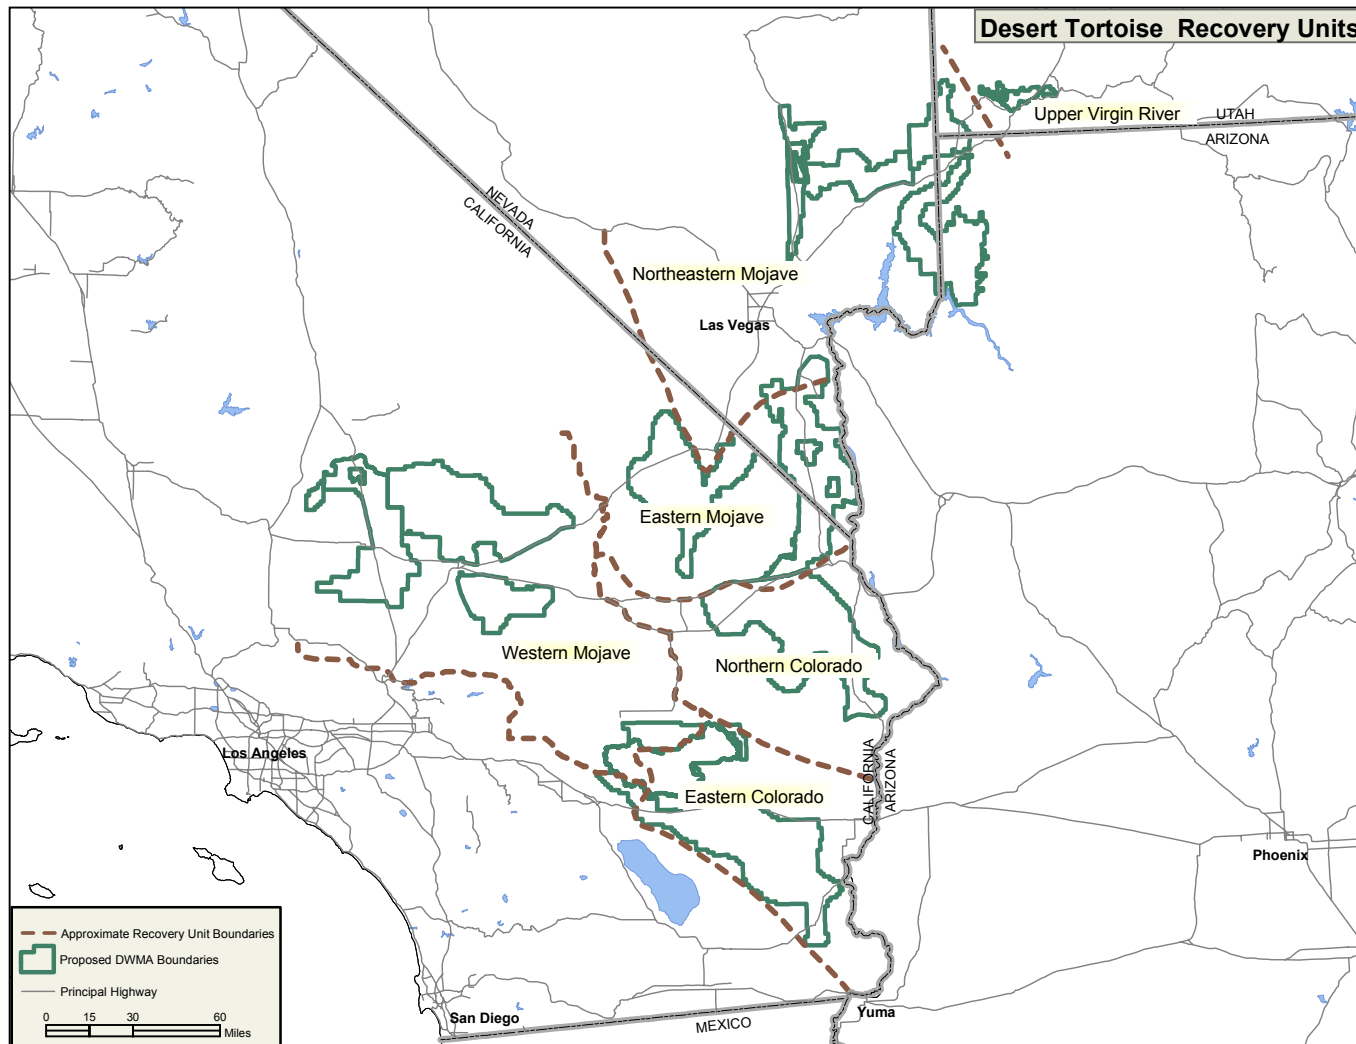 Desert Tortoise Recovery Units
Upper Virgin River
UTAH
ARIZONA
NEVADA
CALIFORNIA
Northeastern Mojave
Las Vegas
Eastern Mojave
Western Mojave
Northern Colorado
Los Angeles
CALIFORNIA
ARIZONA
Eastern Colorado
Phoenix
Approximate Recovery Unit Boundaries
Proposed DWMA Boundaries
Principal Highway
0 15 30 60
Miles
San Diego
MEXICO
Yuma